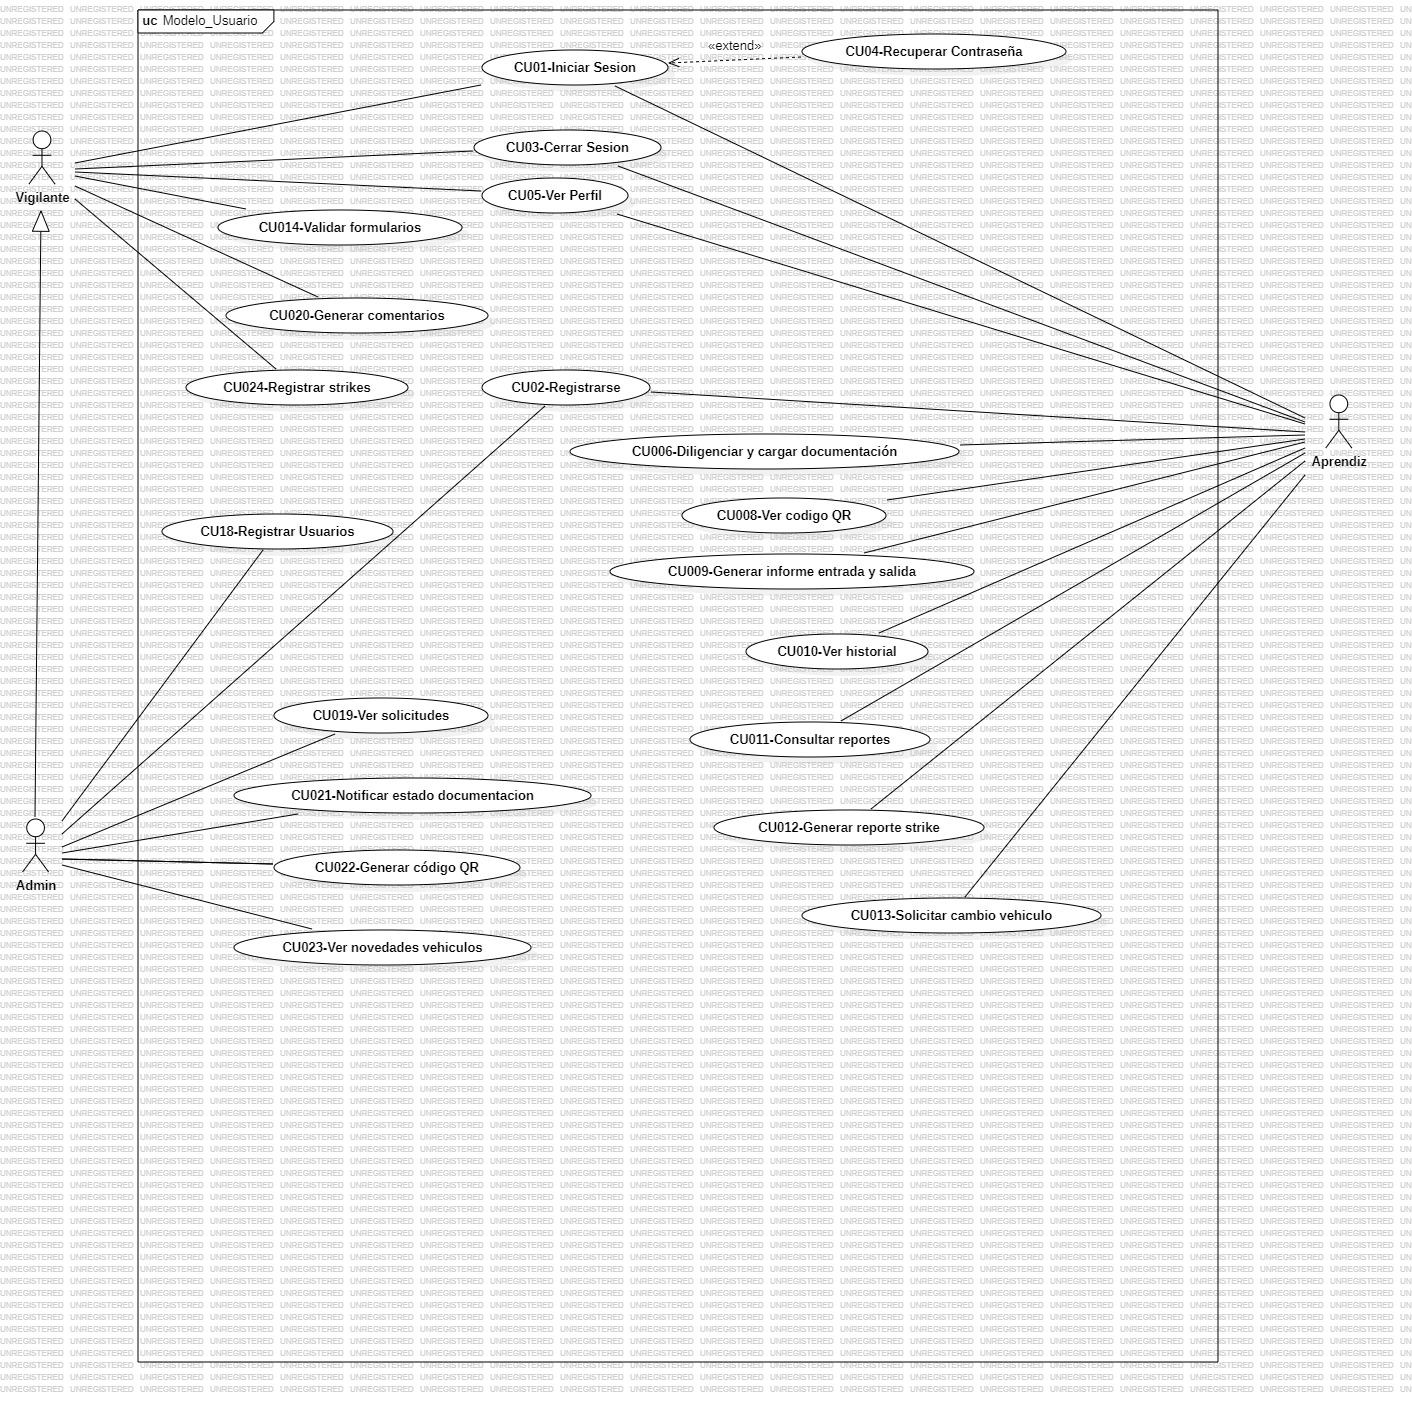 uc Modelo_Usuario
«extend»
CU04-Recuperar Contraseña
CU01-Iniciar Sesion
CU03-Cerrar Sesion
CU05-Ver Perfil
Vigilante
CU014-Validar formularios
CU020-Generar comentarios
CU024-Registrar strikes
CU02-Registrarse
CU006-Diligenciar y cargar documentación
Aprendiz
CU008-Ver codigo QR
CU18-Registrar Usuarios
CU009-Generar informe entrada y salida
CU010-Ver historial
CU019-Ver solicitudes
CU011-Consultar reportes
CU021-Notificar estado documentacion
CU012-Generar reporte strike
CU022-Generar código QR
Admin
CU013-Solicitar cambio vehiculo
CU023-Ver novedades vehiculos
UNREGISTERED